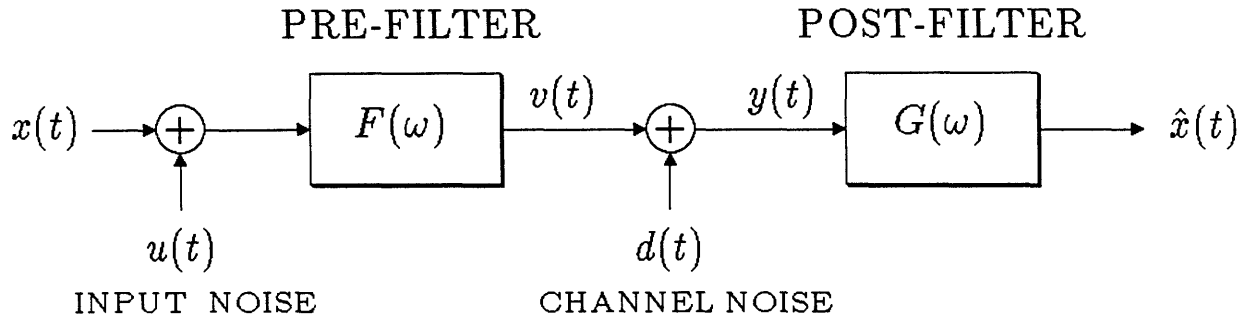 PRE-FILTER POST-FILTER
x(t) + F(ω) v(t) + y(t) G(ω) x̂(t)
u(t) d(t)
INPUT NOISE CHANNEL NOISE